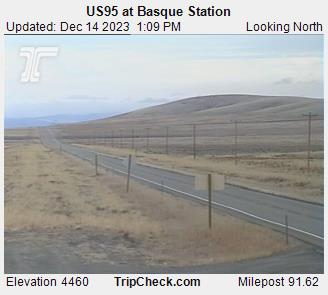 US95 at Basque Station
Updated: Dec 14 2023 1:09 PM Looking North
Elevation 4460 TripCheck.com Milepost 91.62